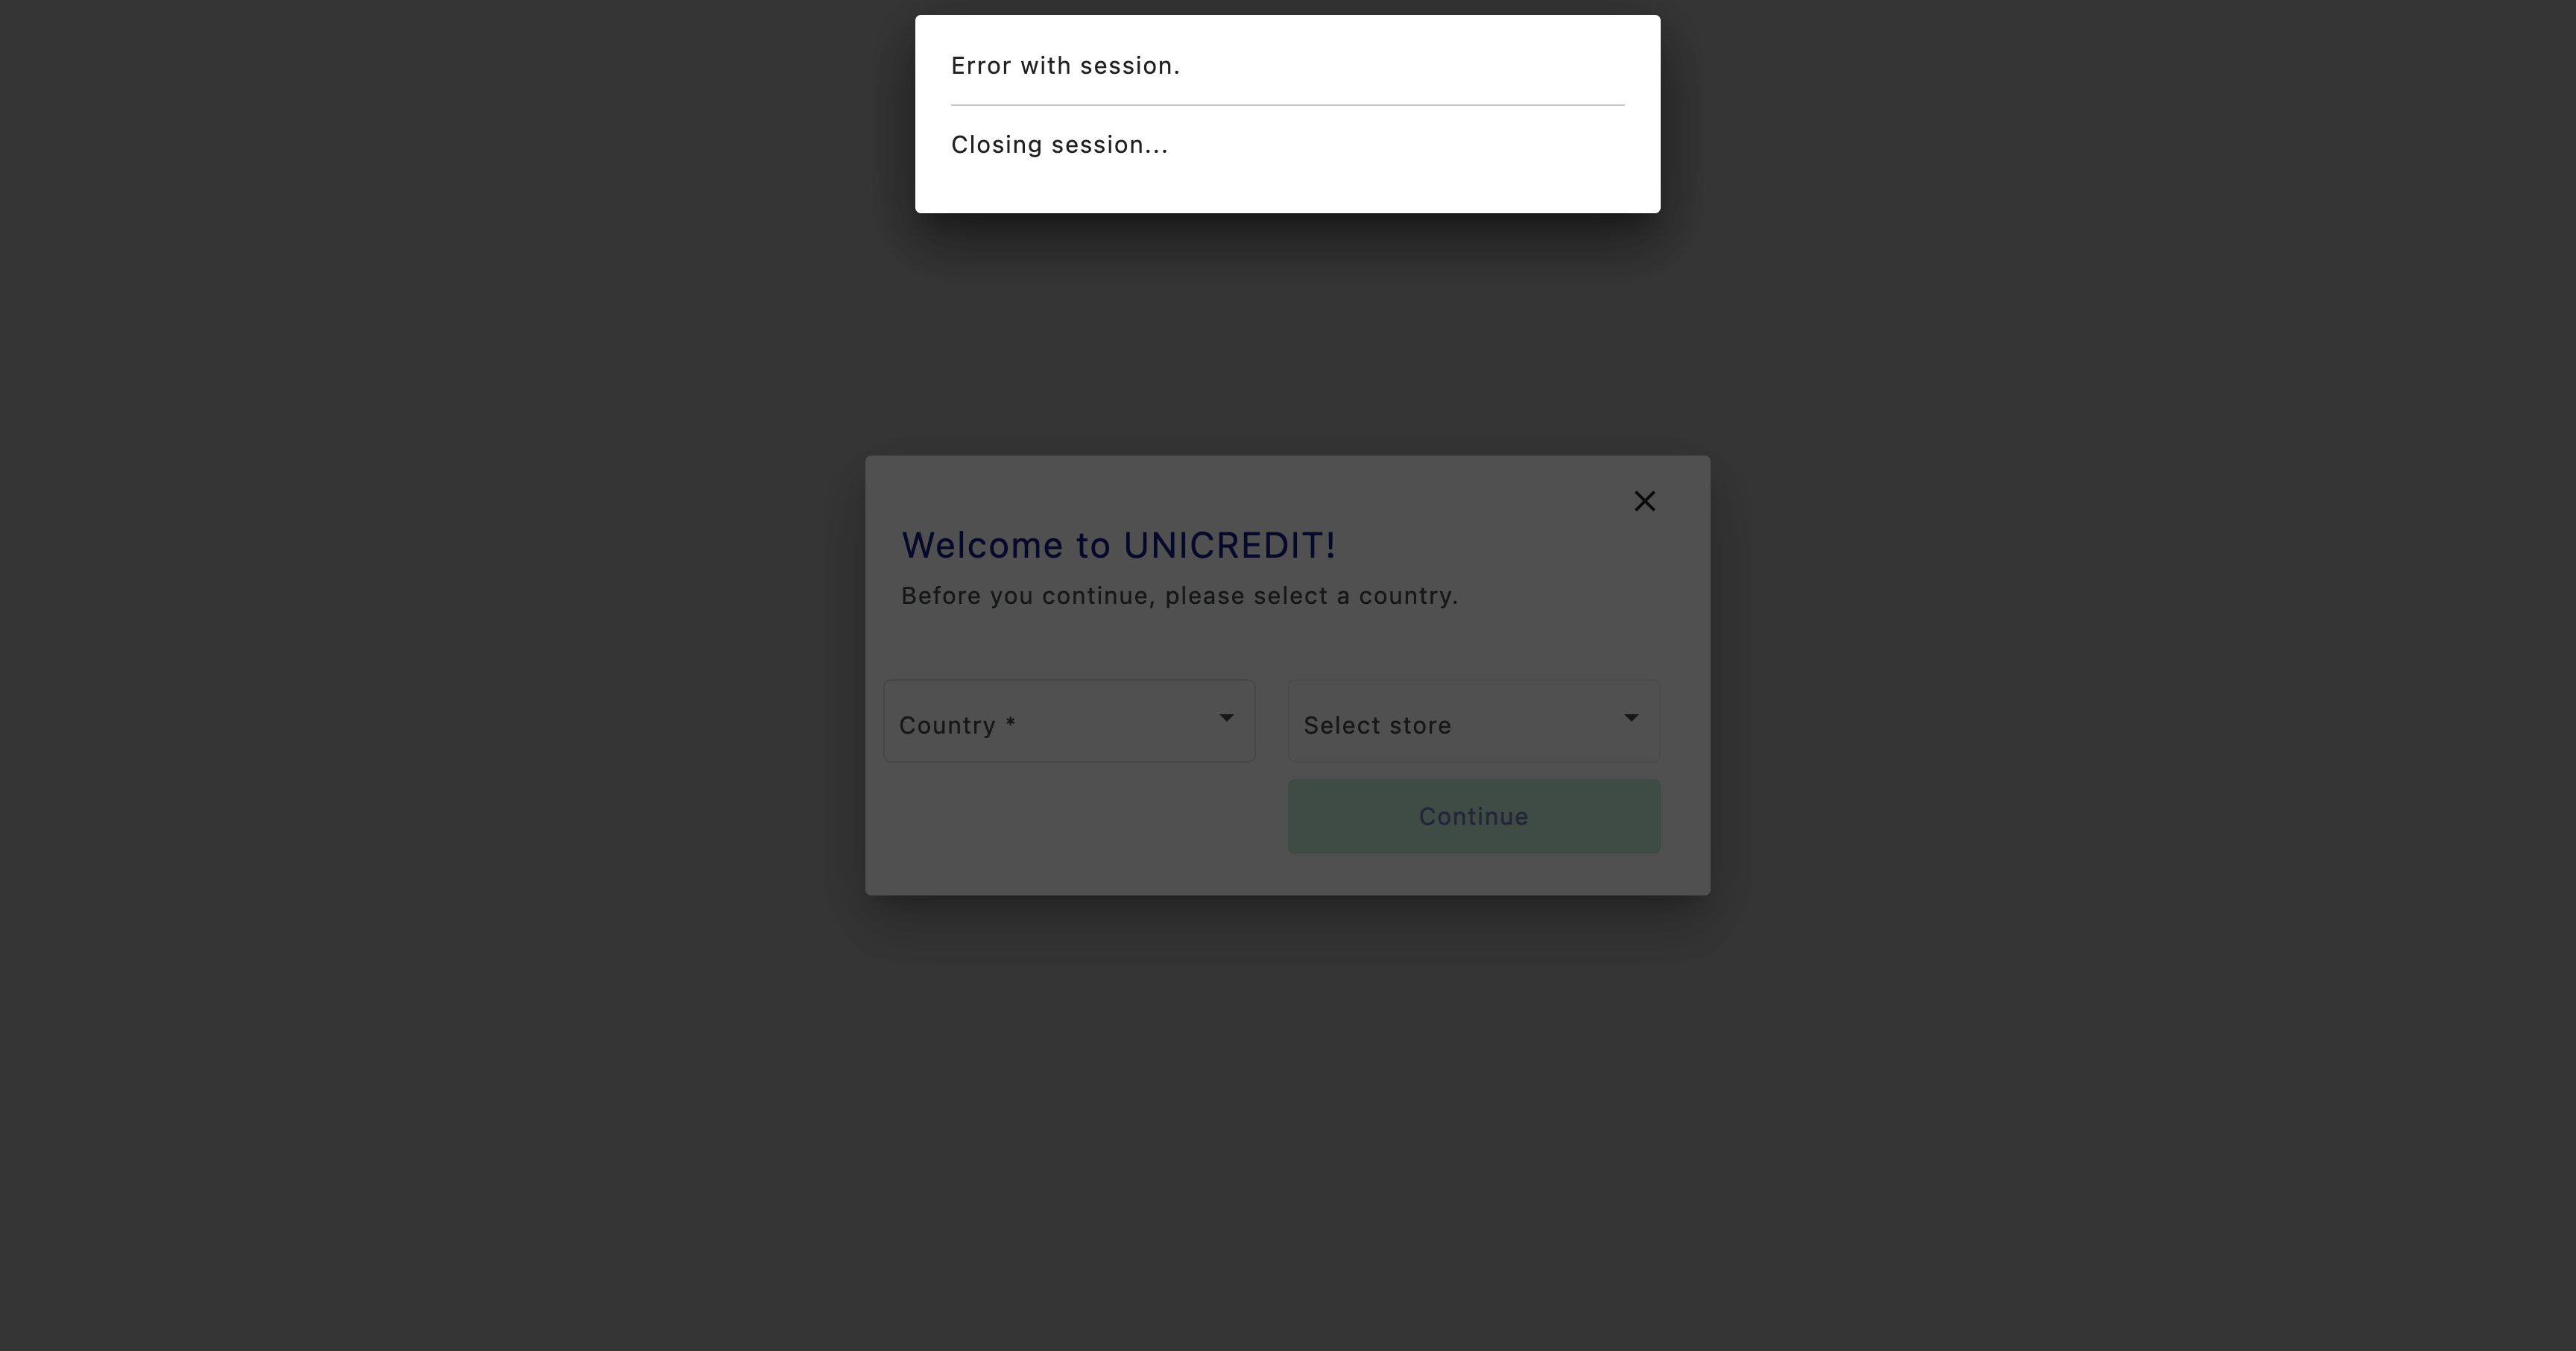 Error with session.
Closing session...
Welcome to UNICREDIT!
Before you continue, please select a country.
Country *
Select store
Continue